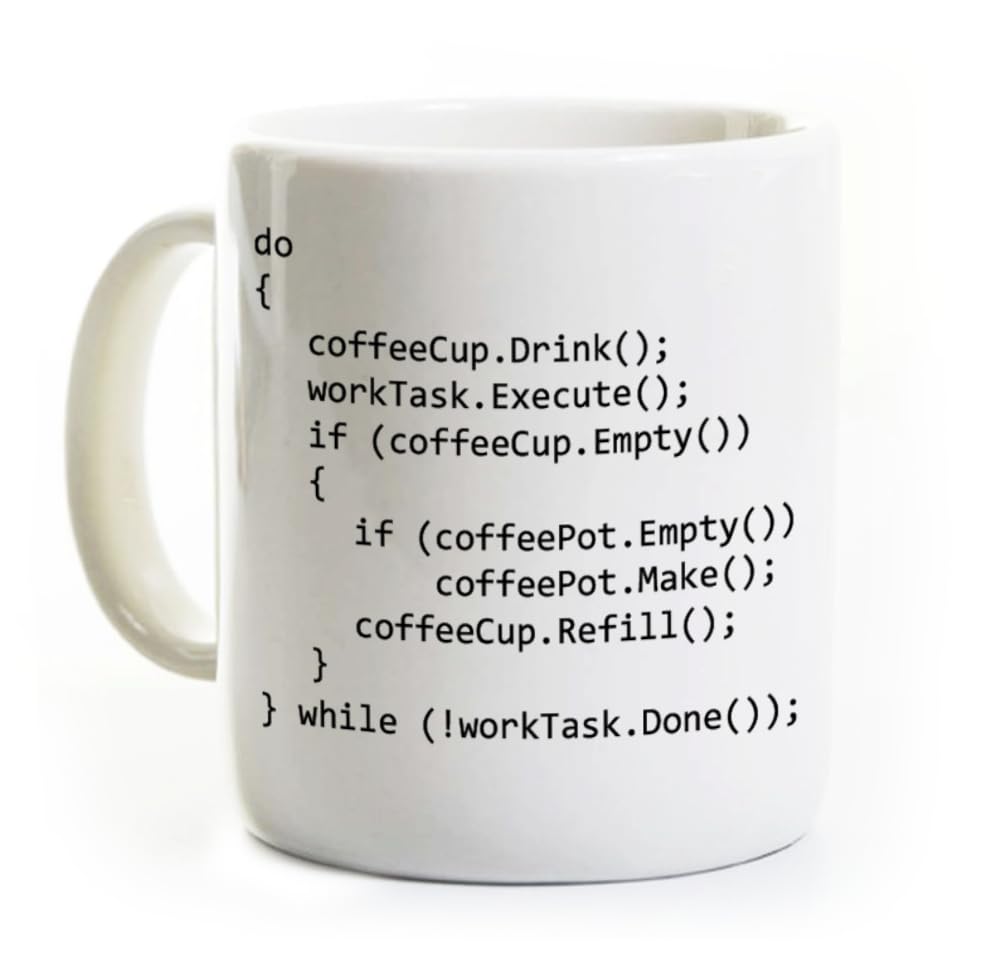 do
{
coffeeCup.Drink();
workTask.Execute();
if (coffeeCup.Empty())
{
if (coffeePot.Empty())
coffeePot.Make();
coffeeCup.Refill();
}
} while (!workTask.Done());